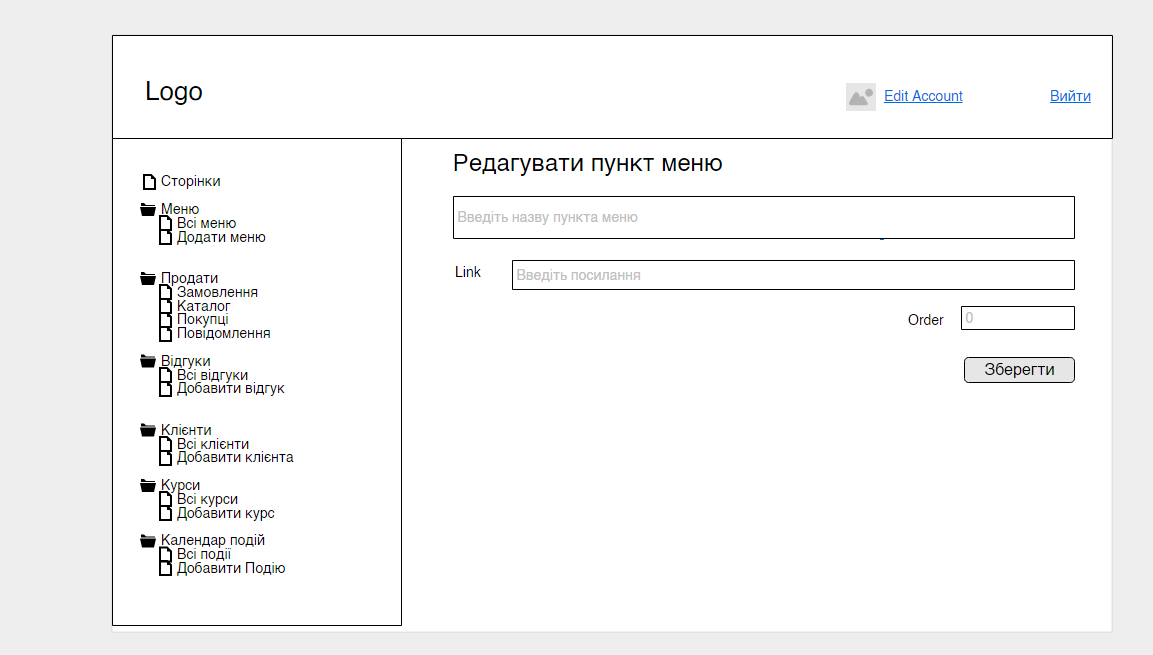 Logo
Edit Account
Вийти
Сторінки
Меню
Всі меню
Додати меню
Продати
Замовлення
Каталог
Покупці
Повідомлення
Відгуки
Всі відгуки
Добавити відгук
Клієнти
Всі клієнти
Добавити клієнта
Курси
Всі курси
Добавити курс
Календар подій
Всі події
Добавити Подію
Редагувати пункт меню
Введіть назву пункта меню
Link
Введіть посилання
Order
0
Зберегти